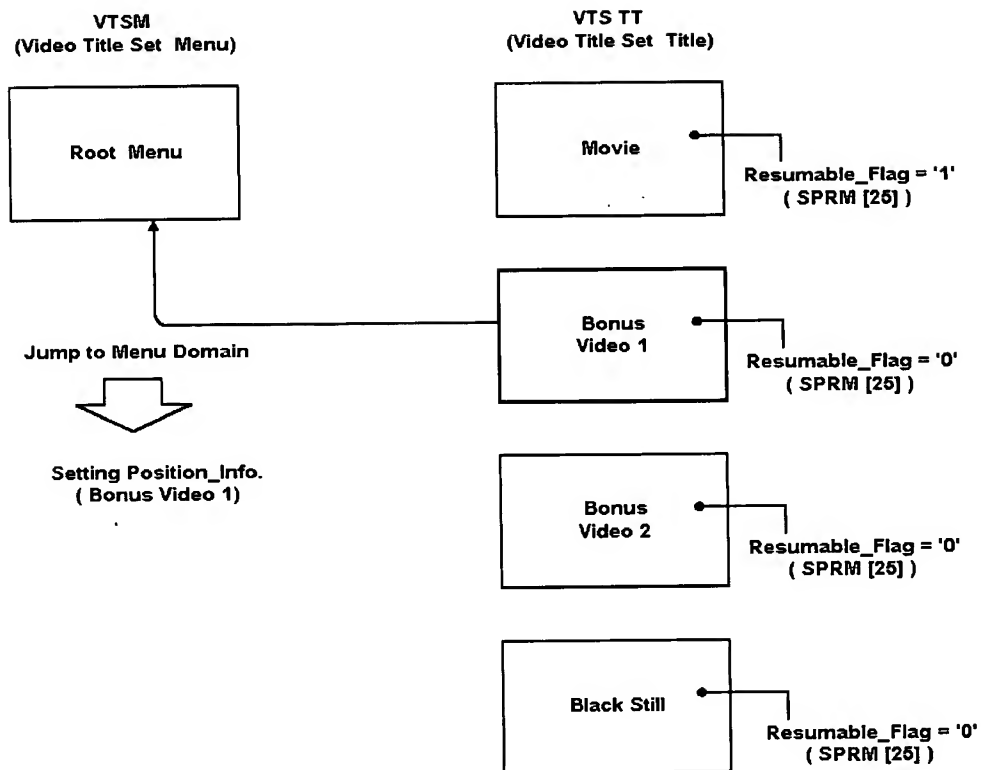 VTSM
(Video Title Set Menu)
VTS TT
(Video Title Set Title)
Root Menu
Movie
Resumable_Flag = '1'
( SPRM [25] )
Bonus
Video 1
Resumable_Flag = '0'
( SPRM [25] )
Jump to Menu Domain
Setting Position_Info.
( Bonus Video 1)
Bonus
Video 2
Resumable_Flag = '0'
( SPRM [25] )
Black Still
Resumable_Flag = '0'
( SPRM [25] )